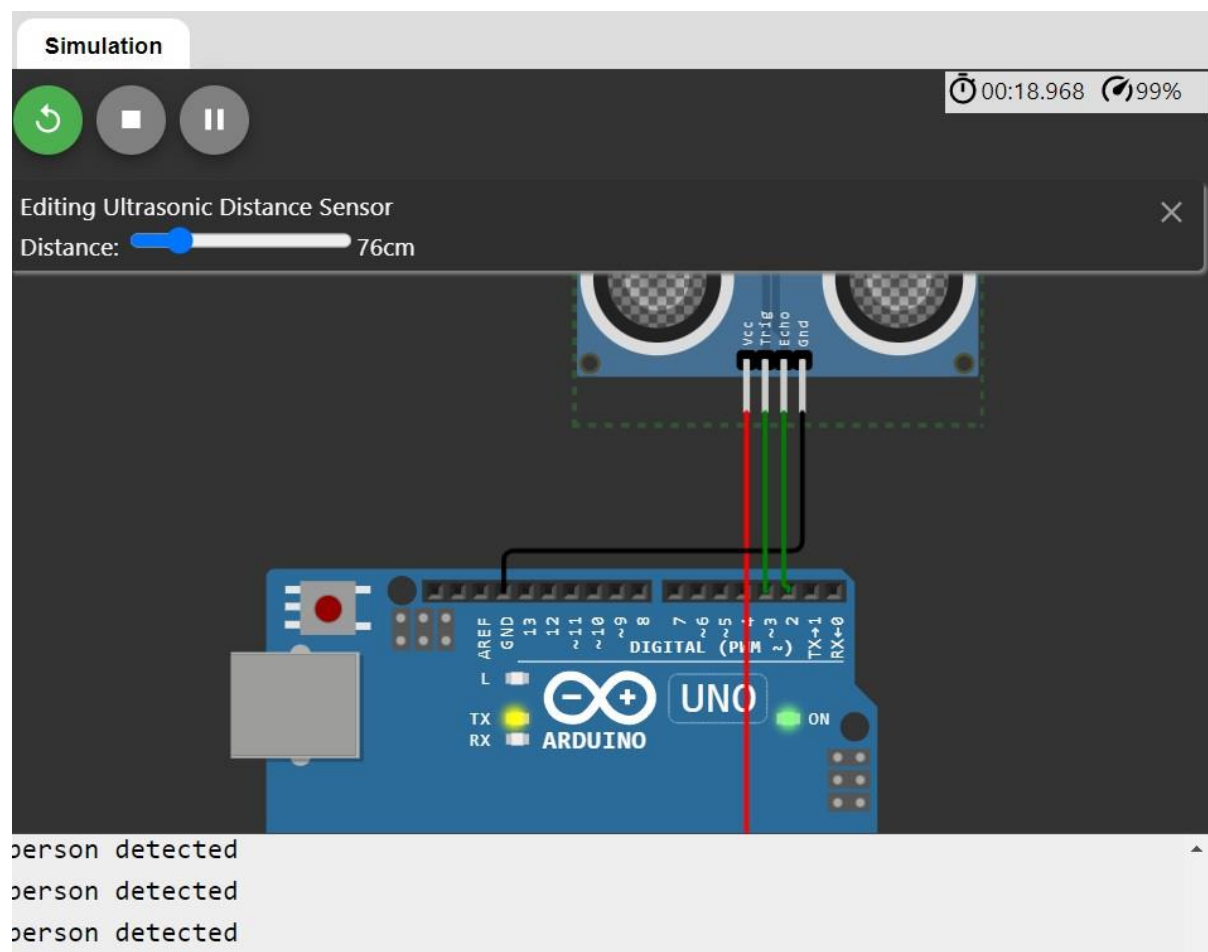 Simulation
00:18.968 99%
Editing Ultrasonic Distance Sensor
Distance: 76cm
Vcc
Trig
Echo
Gnd
AREF
GND
13
12
~11
~10
~9
8
7
~6
~5
4
~3
2
TX→1
RX←0
DIGITAL (PWM ~)
L
TX
RX
UNO
ON
ARDUINO
person detected
person detected
person detected